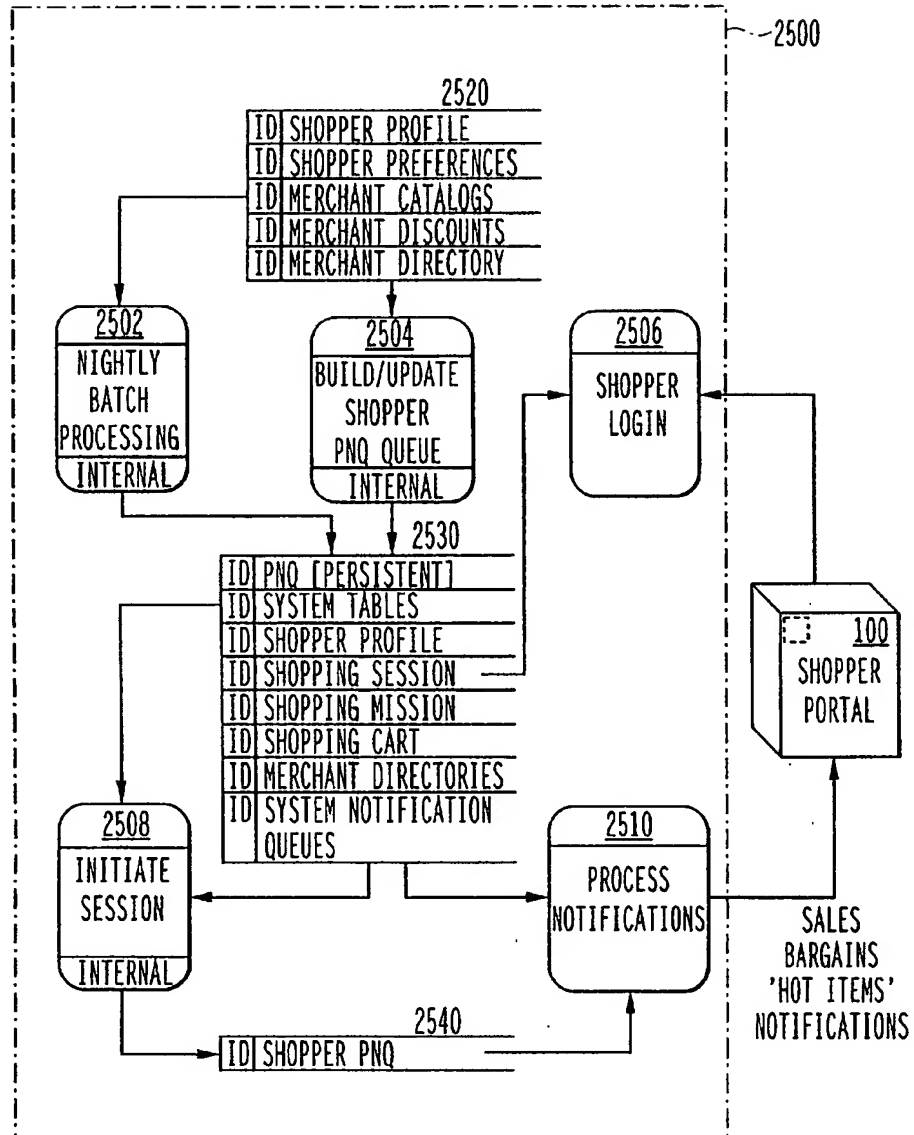 2500
2520
ID SHOPPER PROFILE
ID SHOPPER PREFERENCES
ID MERCHANT CATALOGS
ID MERCHANT DISCOUNTS
ID MERCHANT DIRECTORY
2502
NIGHTLY
BATCH
PROCESSING
INTERNAL
2504
BUILD/UPDATE
SHOPPER
PNQ QUEUE
INTERNAL
2506
SHOPPER
LOGIN
2530
ID PNQ [PERSISTENT]
ID SYSTEM TABLES
ID SHOPPER PROFILE
ID SHOPPING SESSION
ID SHOPPING MISSION
ID SHOPPING CART
ID MERCHANT DIRECTORIES
ID SYSTEM NOTIFICATION
QUEUES
100
SHOPPER
PORTAL
2508
INITIATE
SESSION
INTERNAL
2510
PROCESS
NOTIFICATIONS
SALES
BARGAINS
'HOT ITEMS'
NOTIFICATIONS
2540
ID SHOPPER PNQ